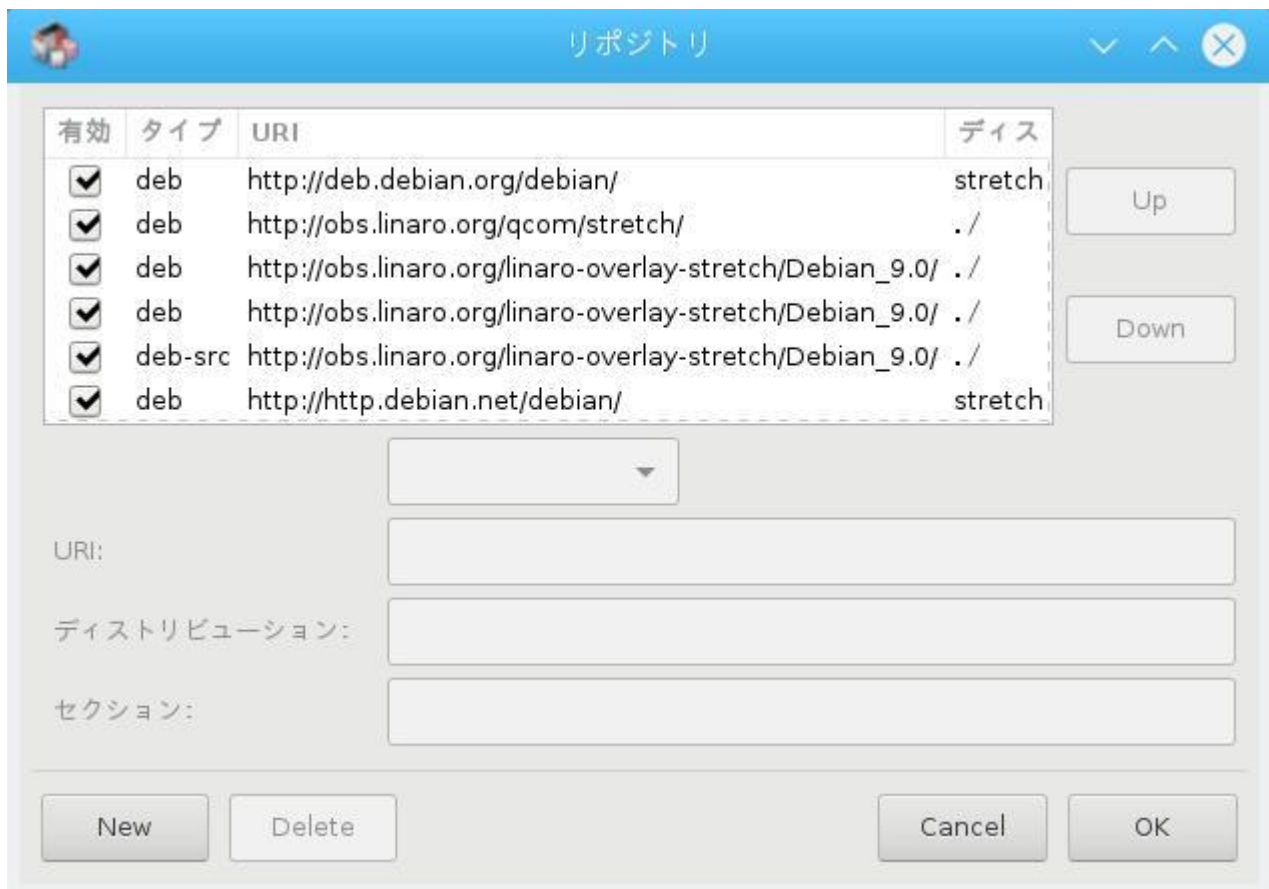 リポジトリ
有効 タイプ URI ディス
deb http://deb.debian.org/debian/ stretch
deb http://obs.linaro.org/qcom/stretch/ ./
deb http://obs.linaro.org/linaro-overlay-stretch/Debian_9.0/ ./
deb http://obs.linaro.org/linaro-overlay-stretch/Debian_9.0/ ./
deb-src http://obs.linaro.org/linaro-overlay-stretch/Debian_9.0/ ./
deb http://http.debian.net/debian/ stretch
Up
Down
URI:
ディストリビューション:
セクション:
New Delete Cancel OK